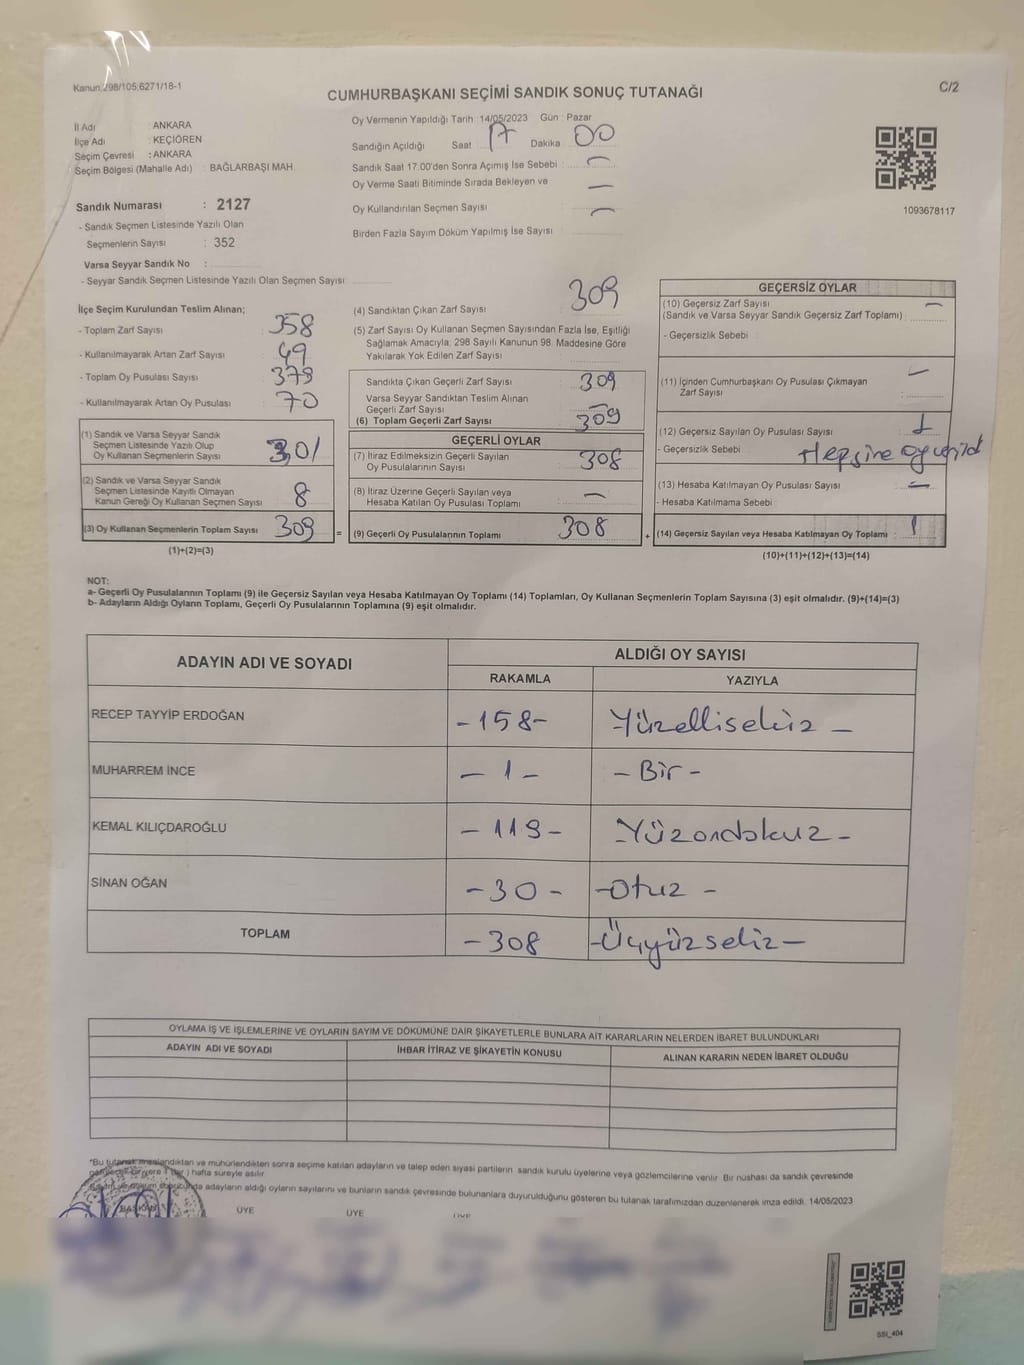 Kanun 298/105,6271/18-1
C/2
CUMHURBAŞKANI SEÇİMİ SANDIK SONUÇ TUTANAĞI
İl Adı : ANKARA
İlçe Adı : KEÇİÖREN
Seçim Çevresi : ANKARA
Seçim Bölgesi (Mahalle Adı) : BAĞLARBAŞI MAH.
Sandık Numarası : 2127
- Sandık Seçmen Listesinde Yazılı Olan
Seçmenlerin Sayısı : 352
Varsa Seyyar Sandık No :
- Seyyar Sandık Seçmen Listesinde Yazılı Olan Seçmen Sayısı
Oy Vermenin Yapıldığı Tarih : 14/05/2023 Gün : Pazar
Sandığın Açıldığı Saat 17 Dakika 00
Sandık Saat 17:00'den Sonra Açımış İse Sebebi : —
Oy Verme Saati Bitiminde Sırada Bekleyen ve —
Oy Kullandırılan Seçmen Sayısı —
Birden Fazla Sayım Döküm Yapılmış İse Sayısı
1093678117
İlçe Seçim Kurulundan Teslim Alınan;
- Toplam Zarf Sayısı 358
- Kullanılmayarak Artan Zarf Sayısı 49
- Toplam Oy Pusulası Sayısı 379
- Kullanılmayarak Artan Oy Pusulası 70
(1) Sandık ve Varsa Seyyar Sandık
Seçmen Listesinde Yazılı Olup
Oy Kullanan Seçmenlerin Sayısı 301
(2) Sandık ve Varsa Seyyar Sandık
Seçmen Listesinde Kayıtlı Olmayan
Kanun Gereği Oy Kullanan Seçmen Sayısı 8
(3) Oy Kullanan Seçmenlerin Toplam Sayısı 309 =
(1)+(2)=(3)
(4) Sandıktan Çıkan Zarf Sayısı 309
(5) Zarf Sayısı Oy Kullanan Seçmen Sayısından Fazla İse, Eşitliği
Sağlamak Amacıyla; 298 Sayılı Kanunun 98. Maddesine Göre
Yakılarak Yok Edilen Zarf Sayısı
Sandıkta Çıkan Geçerli Zarf Sayısı 309
Varsa Seyyar Sandıktan Teslim Alınan
Geçerli Zarf Sayısı —
(6) Toplam Geçerli Zarf Sayısı 309
GEÇERLİ OYLAR
(7) İtiraz Edilmeksizin Geçerli Sayılan
Oy Pusulalarının Sayısı 308
(8) İtiraz Üzerine Geçerli Sayılan veya
Hesaba Katılan Oy Pusulası Toplamı —
(9) Geçerli Oy Pusulalarının Toplamı 308 +
GEÇERSİZ OYLAR
(10) Geçersiz Zarf Sayısı —
(Sandık ve Varsa Seyyar Sandık Geçersiz Zarf Toplamı) :
- Geçersizlik Sebebi :
(11) İçinden Cumhurbaşkanı Oy Pusulası Çıkmayan —
Zarf Sayısı :
(12) Geçersiz Sayılan Oy Pusulası Sayısı 1
- Geçersizlik Sebebi : Hepsine oy verildi
(13) Hesaba Katılmayan Oy Pusulası Sayısı —
- Hesaba Katılmama Sebebi :
(14) Geçersiz Sayılan veya Hesaba Katılmayan Oy Toplamı 1
(10)+(11)+(12)+(13)=(14)
NOT:
a- Geçerli Oy Pusulalarının Toplamı (9) ile Geçersiz Sayılan veya Hesaba Katılmayan Oy Toplamı (14) Toplamları, Oy Kullanan Seçmenlerin Toplam Sayısına (3) eşit olmalıdır. (9)+(14)=(3)
b- Adayların Aldığı Oyların Toplamı, Geçerli Oy Pusulalarının Toplamına (9) eşit olmalıdır.
ADAYIN ADI VE SOYADI
ALDIĞI OY SAYISI
RAKAMLA YAZIYLA
RECEP TAYYİP ERDOĞAN -158- Yüzellisekiz -
MUHARREM İNCE - 1 - - Bir -
KEMAL KILIÇDAROĞLU - 119 - - Yüzondokuz -
SİNAN OĞAN -30 - -Otuz -
TOPLAM -308 -Üçyüzsekiz-
OYLAMA İŞ VE İŞLEMLERİNE VE OYLARIN SAYIM VE DÖKÜMÜNE DAİR ŞİKAYETLERLE BUNLARA AİT KARARLARIN NELERDEN İBARET BULUNDUKLARI
ADAYIN ADI VE SOYADI İHBAR İTİRAZ VE ŞİKAYETİN KONUSU ALINAN KARARIN NEDEN İBARET OLDUĞU
*Bu tutanak imzalandıktan ve mühürlendikten sonra seçime katılan adayların ve talep eden siyasi partilerin sandık kurulu üyelerine veya gözlemcilerine verilir. Bir nüshası da sandık çevresinde
hafta süreyle asılır.
adayların aldığı oyların sayılarını ve bunların sandık çevresinde bulunanlara duyurulduğunu gösteren bu tutanak tarafımızdan düzenlenerek imza edildi. 14/05/2023
BAŞKAN ÜYE ÜYE ÜYE
SSI_404